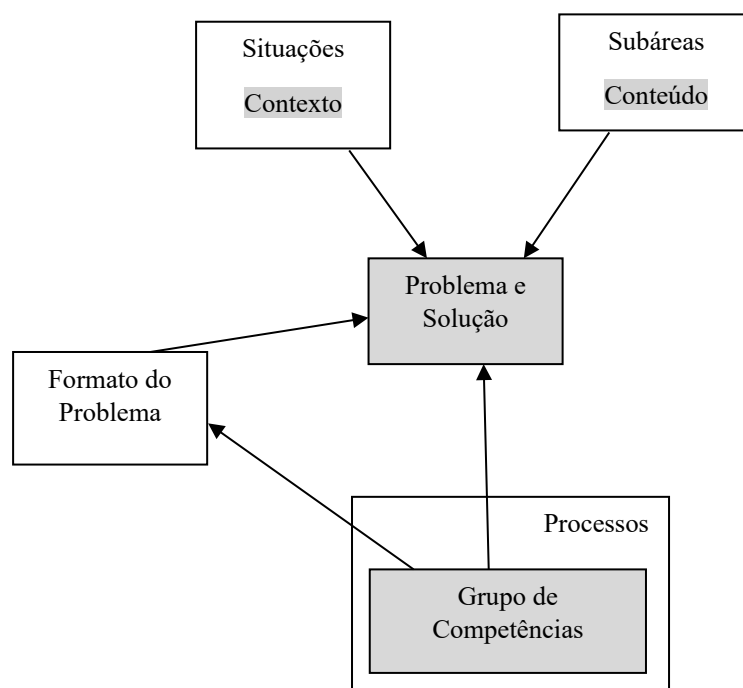 Situações
Contexto
Subáreas
Conteúdo
Problema e
Solução
Formato do
Problema
Processos
Grupo de
Competências